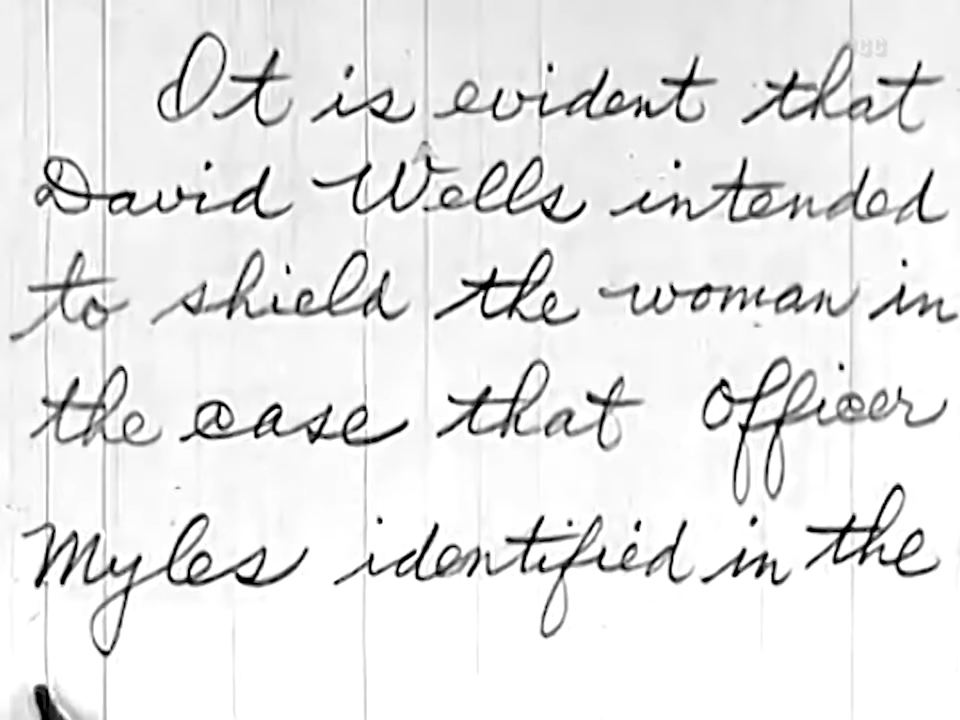 It is evident that
David Wells intended
to shield the woman in
the case that officer
Myles identified in the